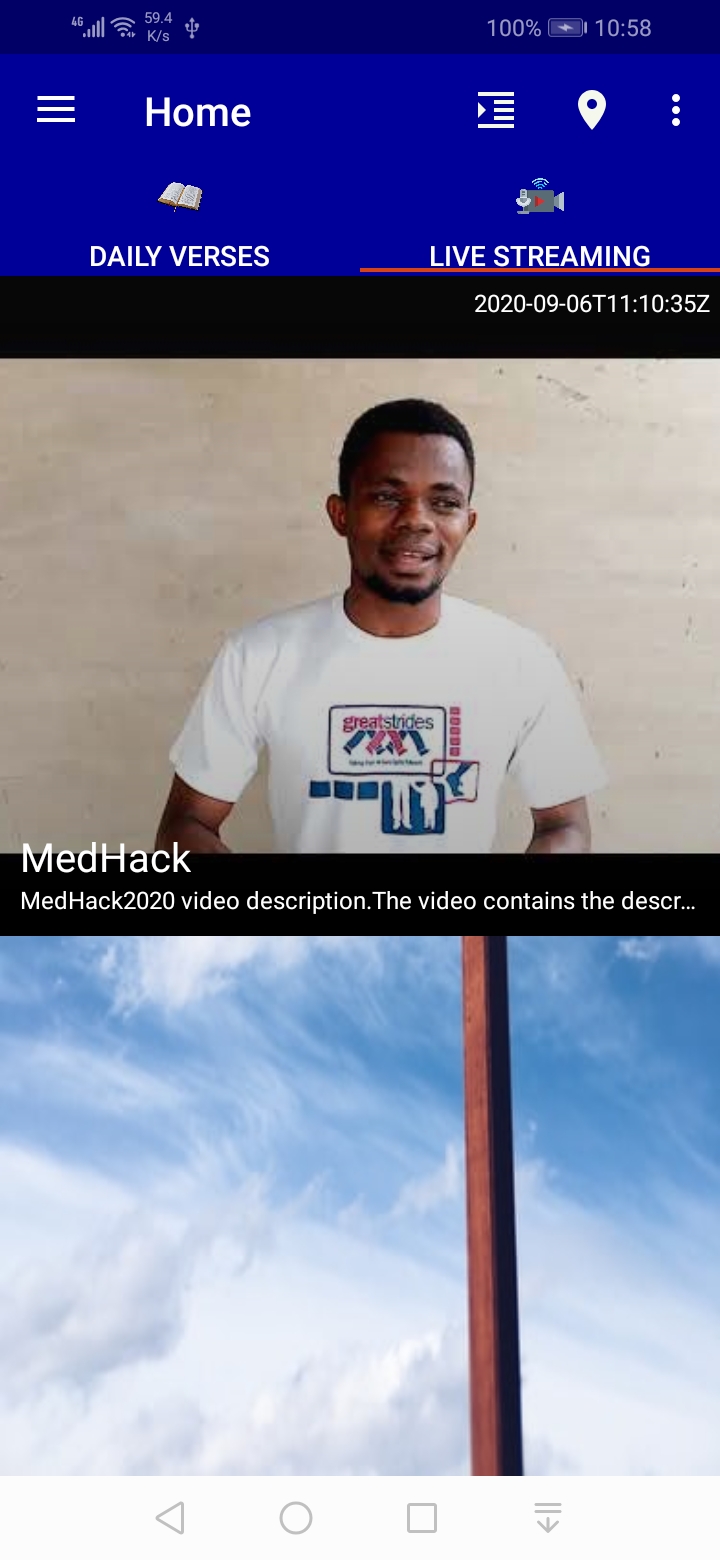 4G 59.4 K/s 100% 10:58
Home
DAILY VERSES LIVE STREAMING
2020-09-06T11:10:35Z
greatstrides
MedHack
MedHack2020 video description.The video contains the descr...